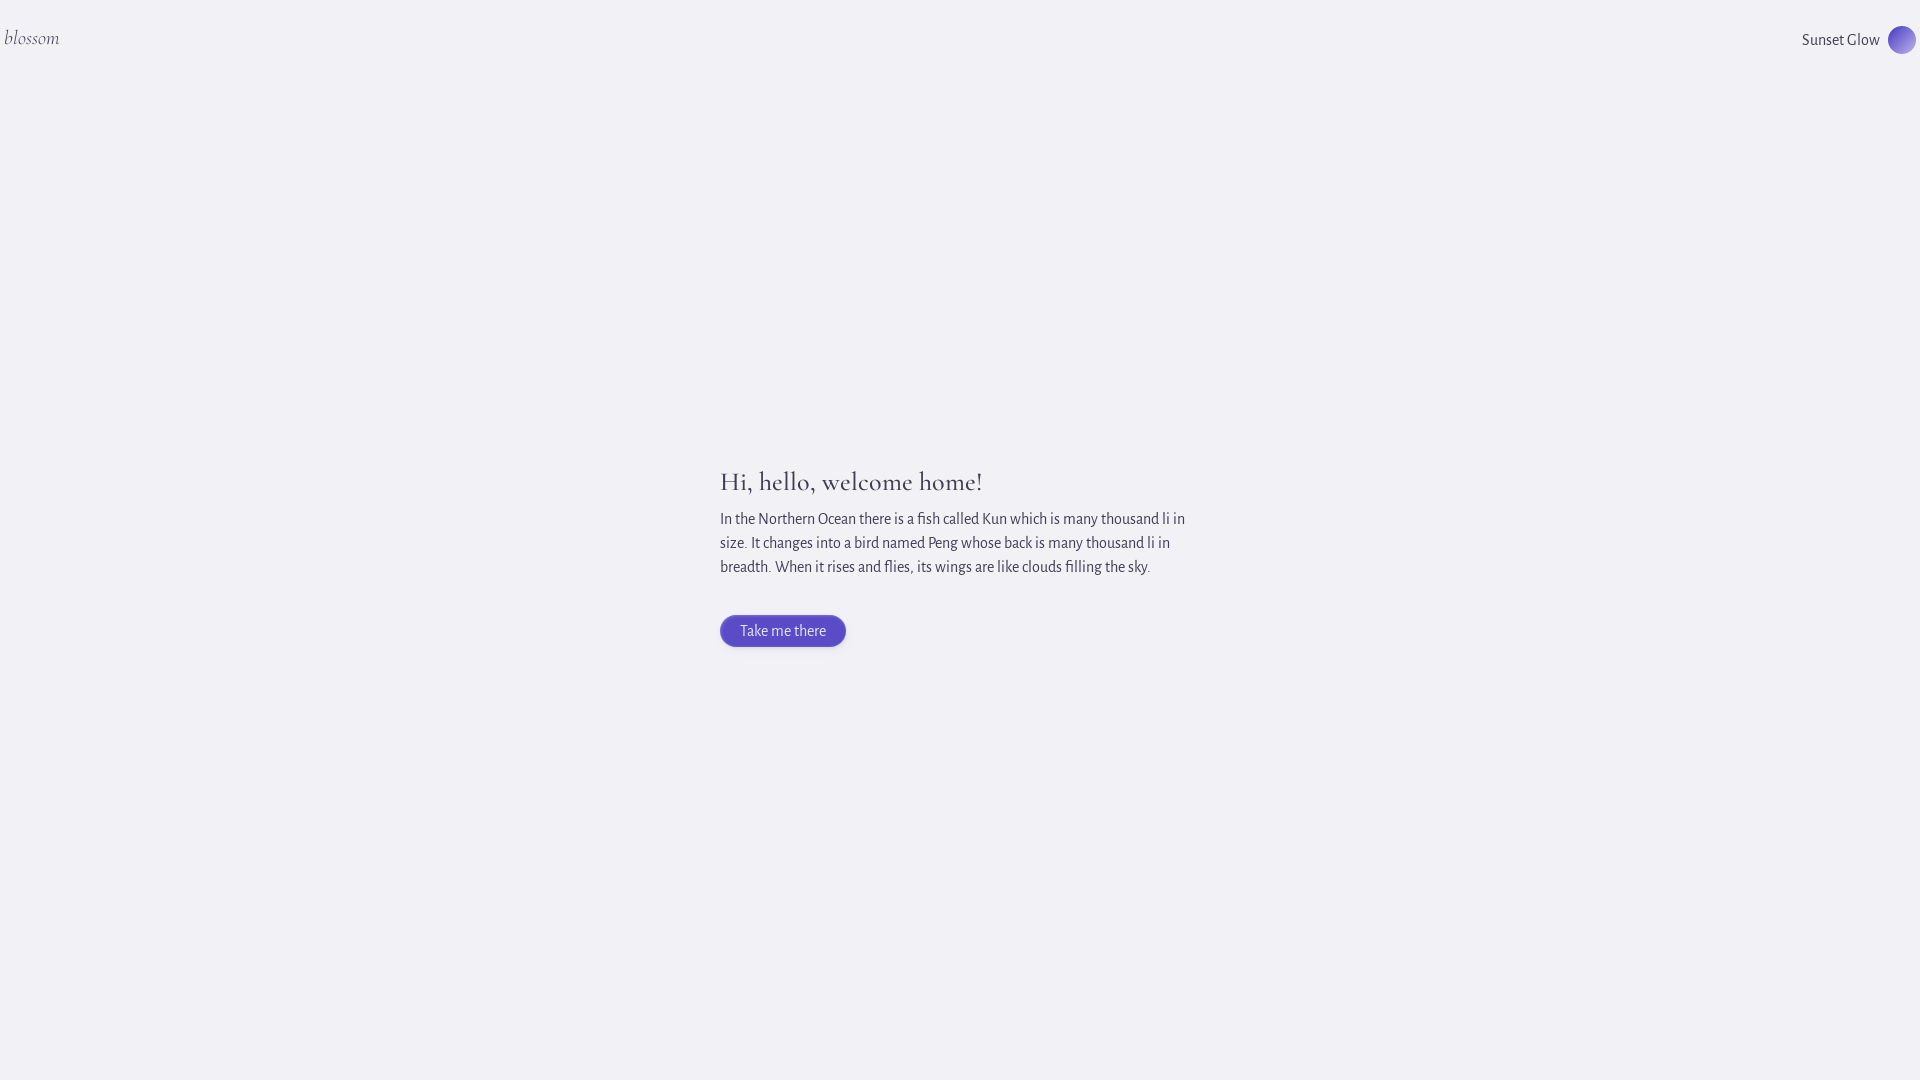 blossom
Sunset Glow
Hi, hello, welcome home!
In the Northern Ocean there is a fish called Kun which is many thousand li in
size. It changes into a bird named Peng whose back is many thousand li in
breadth. When it rises and flies, its wings are like clouds filling the sky.
Take me there